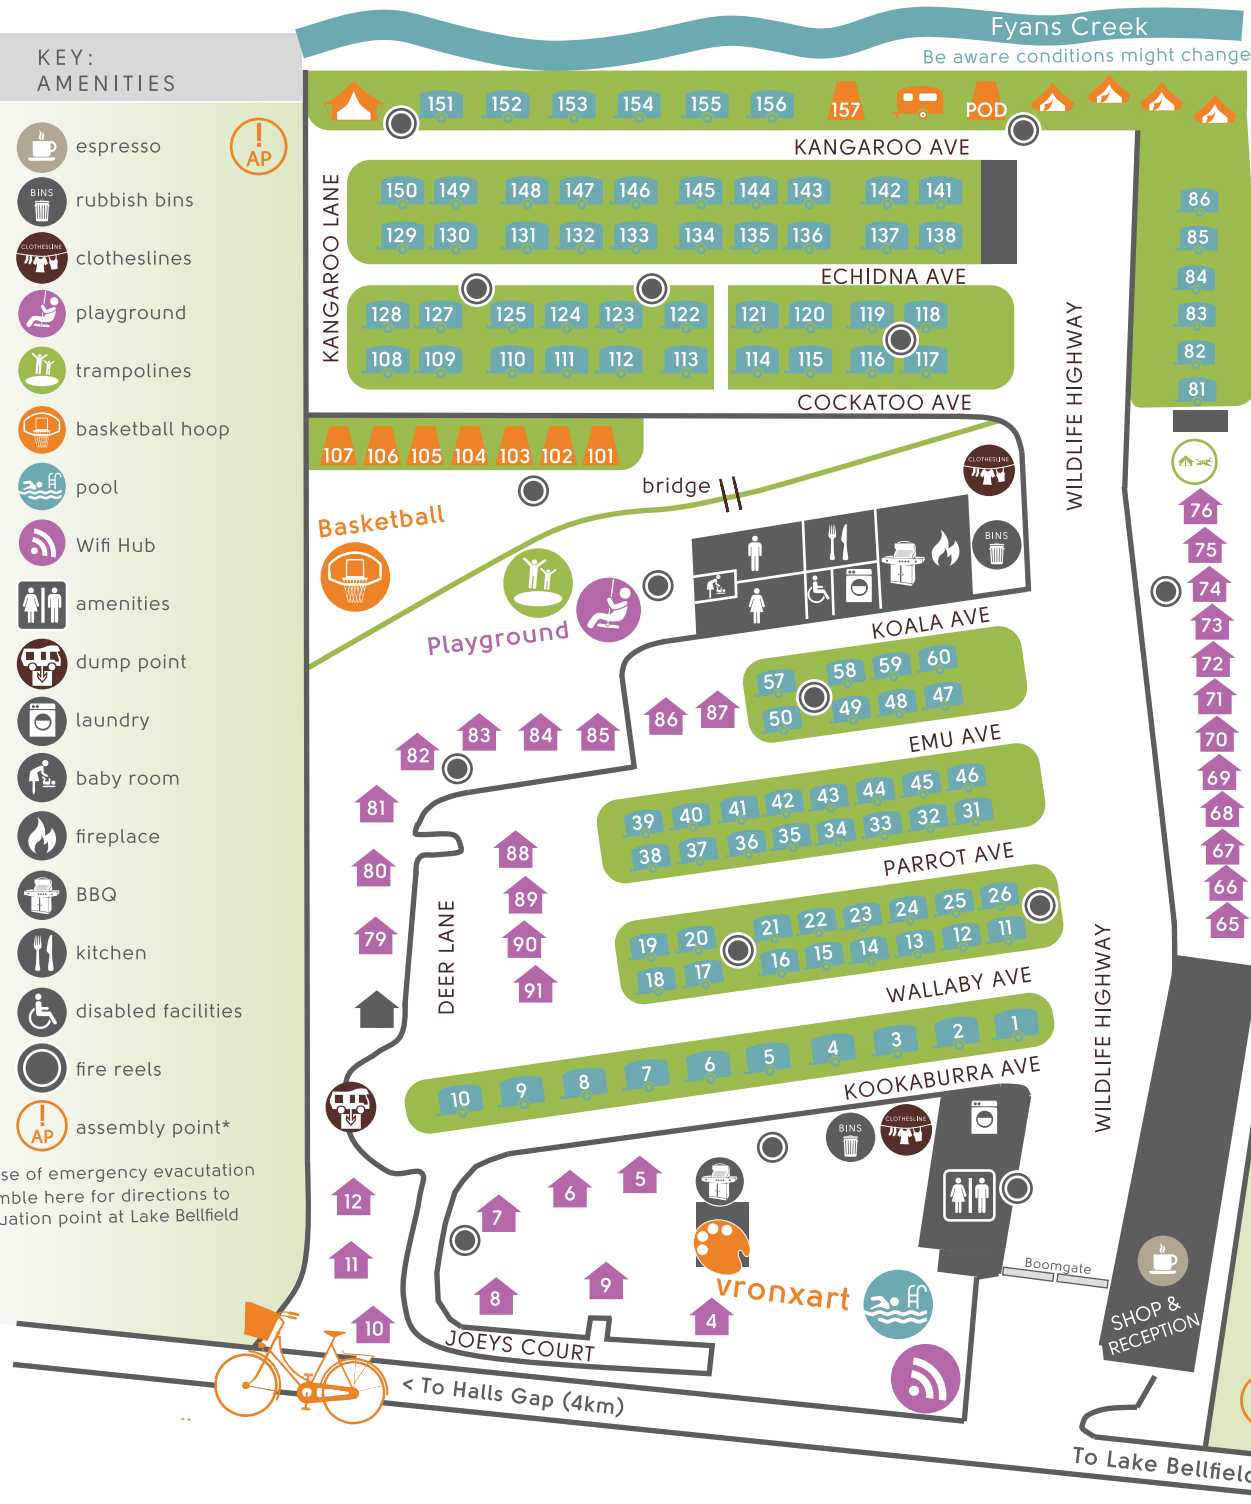 Fyans Creek
Be aware conditions might change
KEY:
AMENITIES
espresso
! AP
BINS
rubbish bins
CLOTHESLINE
clotheslines
playground
trampolines
basketball hoop
pool
Wifi Hub
amenities
dump point
laundry
baby room
fireplace
BBQ
kitchen
disabled facilities
fire reels
! AP
assembly point*
se of emergency evacutation
mble here for directions to
uation point at Lake Bellfield
151 152 153 154 155 156 157 POD
KANGAROO AVE
KANGAROO LANE
150 149 148 147 146 145 144 143 142 141
129 130 131 132 133 134 135 136 137 138
ECHIDNA AVE
128 127 125 124 123 122 121 120 119 118
108 109 110 111 112 113 114 115 116 117
COCKATOO AVE
WILDLIFE HIGHWAY
86
85
84
83
82
81
107 106 105 104 103 102 101
bridge
CLOTHESLINE
BINS
Basketball
Playground
KOALA AVE
57 58 59 60
50 49 48 47
EMU AVE
76
75
74
73
72
71
70
69
68
67
66
65
82 83 84 85 86 87
81
80
79
88
89
90
91
DEER LANE
39 40 41 42 43 44 45 46
38 37 36 35 34 33 32 31
PARROT AVE
19 20 21 22 23 24 25 26
18 17 16 15 14 13 12 11
WALLABY AVE
WILDLIFE HIGHWAY
10 9 8 7 6 5 4 3 2 1
KOOKABURRA AVE
BINS
CLOTHESLINE
12
11
10
7 6 5
8 9 4
vronxart
Boomgate
SHOP &
RECEPTION
JOEYS COURT
< To Halls Gap (4km)
To Lake Bellfield